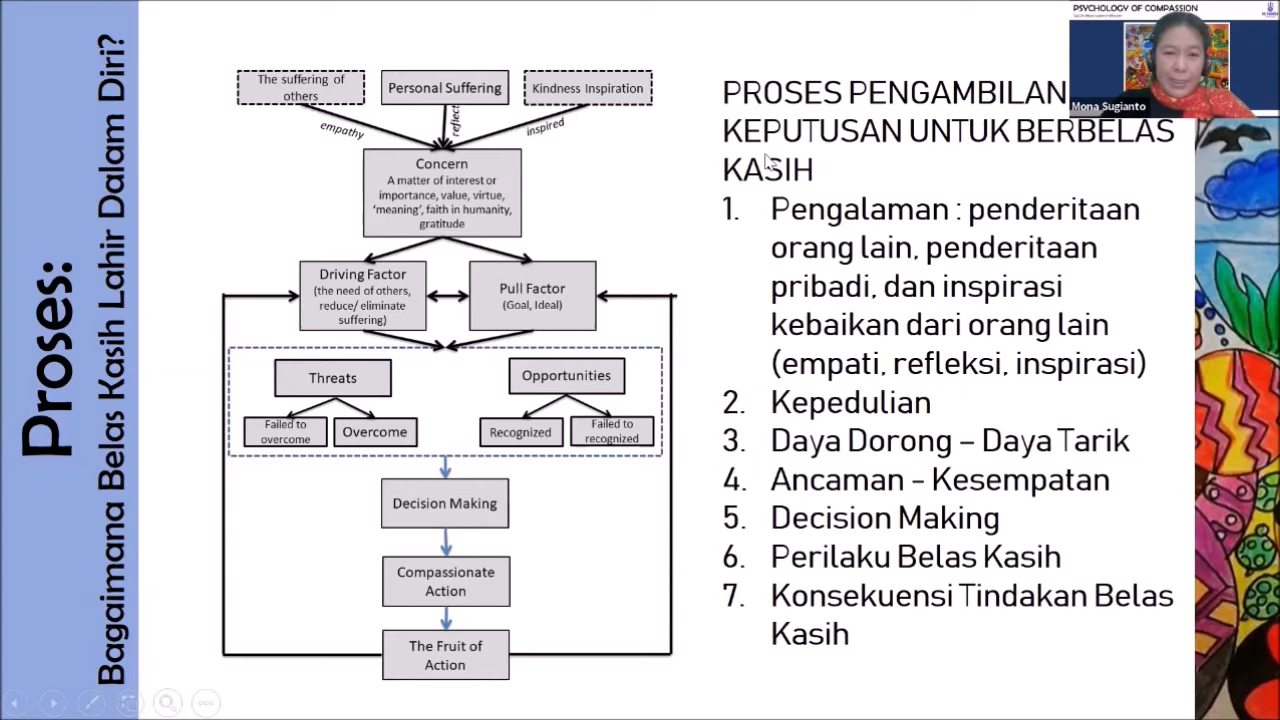 Proses:
Bagaimana Belas Kasih Lahir Dalam Diri?
The suffering of
others
Personal Suffering
Kindness Inspiration
empathy
reflect
inspired
Concern
A matter of interest or
importance, value, virtue,
'meaning', faith in humanity,
gratitude
Driving Factor
(the need of others,
reduce/ eliminate
suffering)
Pull Factor
(Goal, Ideal)
Threats
Opportunities
Failed to
overcome
Overcome
Recognized
Failed to
recognized
Decision Making
Compassionate
Action
The Fruit of
Action
PROSES PENGAMBILAN
KEPUTUSAN UNTUK BERBELAS
KASIH
1. Pengalaman : penderitaan
orang lain, penderitaan
pribadi, dan inspirasi
kebaikan dari orang lain
(empati, refleksi, inspirasi)
2. Kepedulian
3. Daya Dorong – Daya Tarik
4. Ancaman – Kesempatan
5. Decision Making
6. Perilaku Belas Kasih
7. Konsekuensi Tindakan Belas
Kasih
PSYCHOLOGY OF COMPASSION
Mona Sugianto